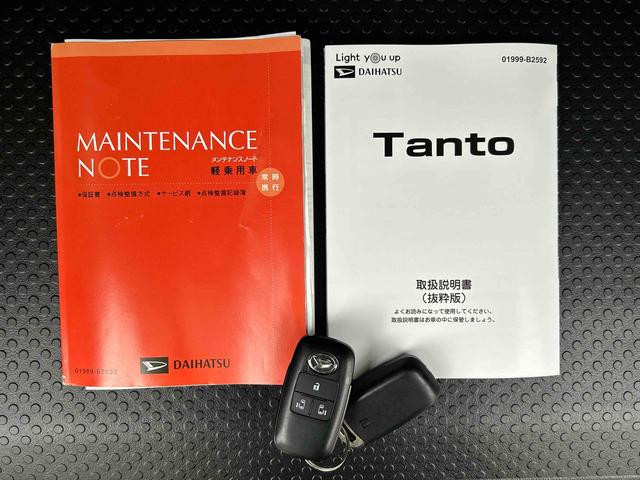 MAINTENANCE
NOTE
メンテナンスノート
軽乗用車
常時
携行
●保証書 ●点検整備方式 ●サービス網 ●点検整備記録簿
01989-B2032
DAIHATSU
Light you up
DAIHATSU
01999-B2592
Tanto
取扱説明書
（抜粋版）
よくお読みになって使用してください。
取扱説明書はお車の中に保管しましょう。